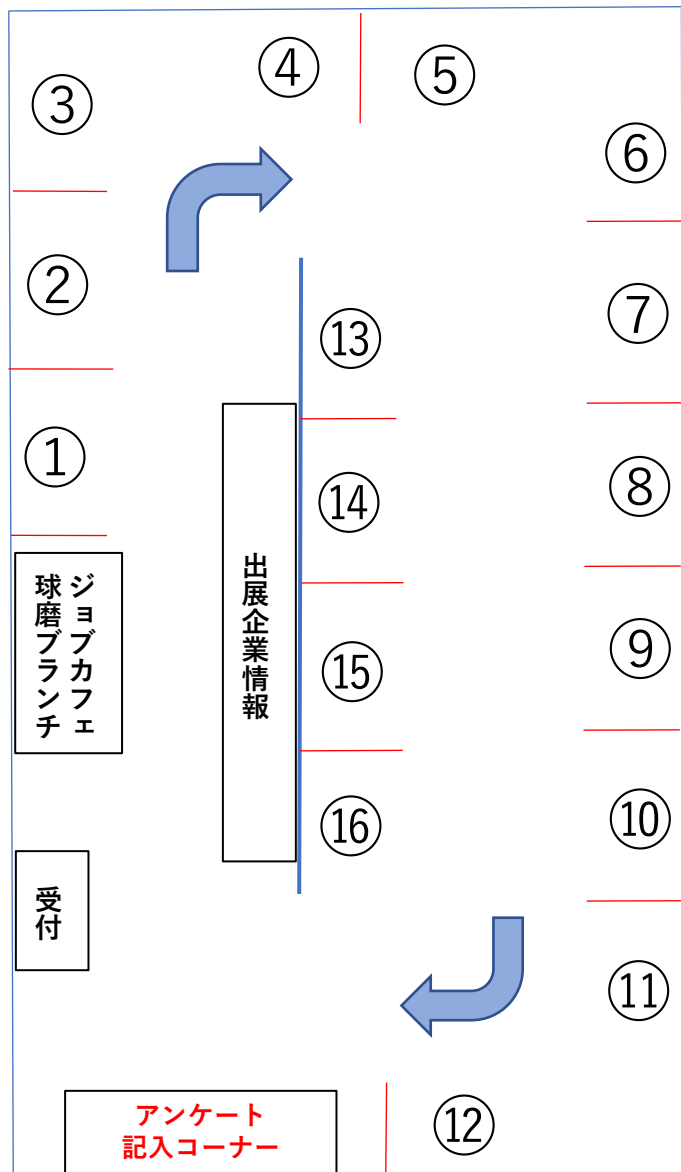 ④
⑤
③
⑥
②
⑦
⑬
①
⑧
⑭
ジョブカフェ
球磨ブランチ
出展企業情報
⑨
⑮
⑩
⑯
受付
⑪
アンケート
記入コーナー
⑫